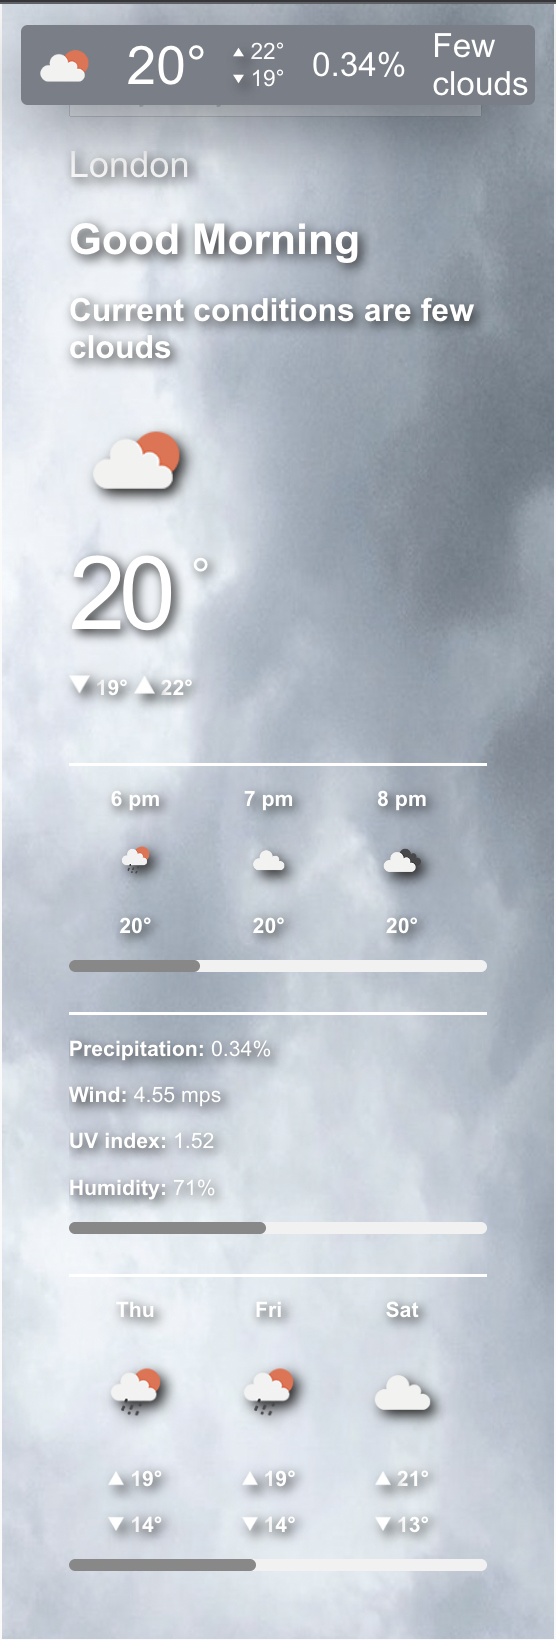 20° ▲ 22° 0.34% Few
▼ 19° clouds
London
Good Morning
Current conditions are few
clouds
20 °
▼ 19° ▲ 22°
6 pm 7 pm 8 pm
20° 20° 20°
Precipitation: 0.34%
Wind: 4.55 mps
UV index: 1.52
Humidity: 71%
Thu Fri Sat
▲ 19° ▲ 19° ▲ 21°
▼ 14° ▼ 14° ▼ 13°